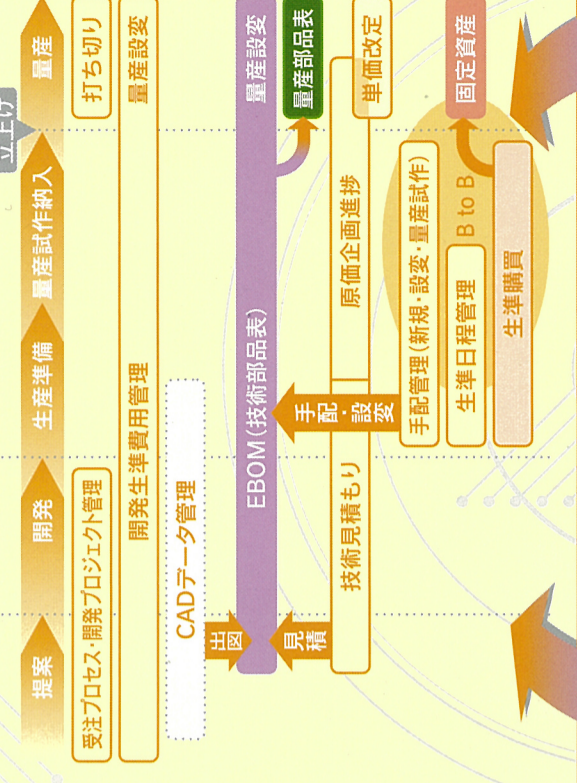 提案
開発
生産準備
量産試作納入
立上げ
量産
受注プロセス・開発プロジェクト管理
打ち切り
開発生準費用管理
量産設変
CADデータ管理
出図
EBOM(技術部品表)
量産設変
量産部品表
見積
技術見積もり
手配・設変
原価企画進捗
単価改定
手配管理(新規・設変・量産試作)
生準日程管理
B to B
生準購買
固定資産